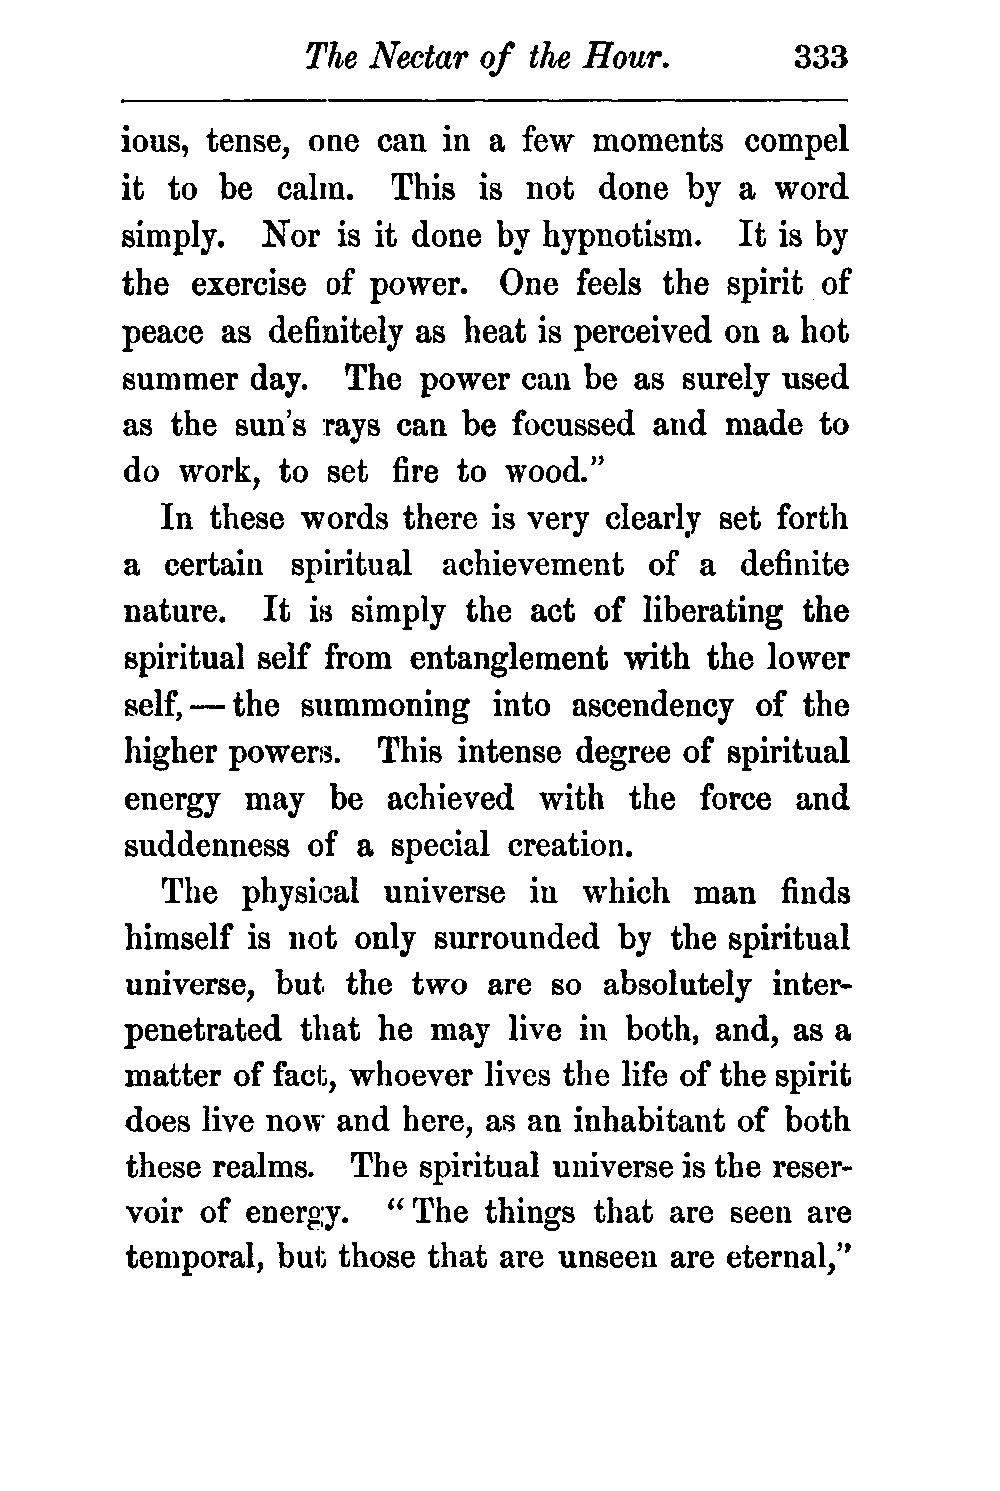 The Nectar of the Hour. 333
ious, tense, one can in a few moments compel
it to be calm. This is not done by a word
simply. Nor is it done by hypnotism. It is by
the exercise of power. One feels the spirit of
peace as definitely as heat is perceived on a hot
summer day. The power can be as surely used
as the sun's rays can be focussed and made to
do work, to set fire to wood."
In these words there is very clearly set forth
a certain spiritual achievement of a definite
nature. It is simply the act of liberating the
spiritual self from entanglement with the lower
self, — the summoning into ascendency of the
higher powers. This intense degree of spiritual
energy may be achieved with the force and
suddenness of a special creation.
The physical universe in which man finds
himself is not only surrounded by the spiritual
universe, but the two are so absolutely inter-
penetrated that he may live in both, and, as a
matter of fact, whoever lives the life of the spirit
does live now and here, as an inhabitant of both
these realms. The spiritual universe is the reser-
voir of energy. "The things that are seen are
temporal, but those that are unseen are eternal,"